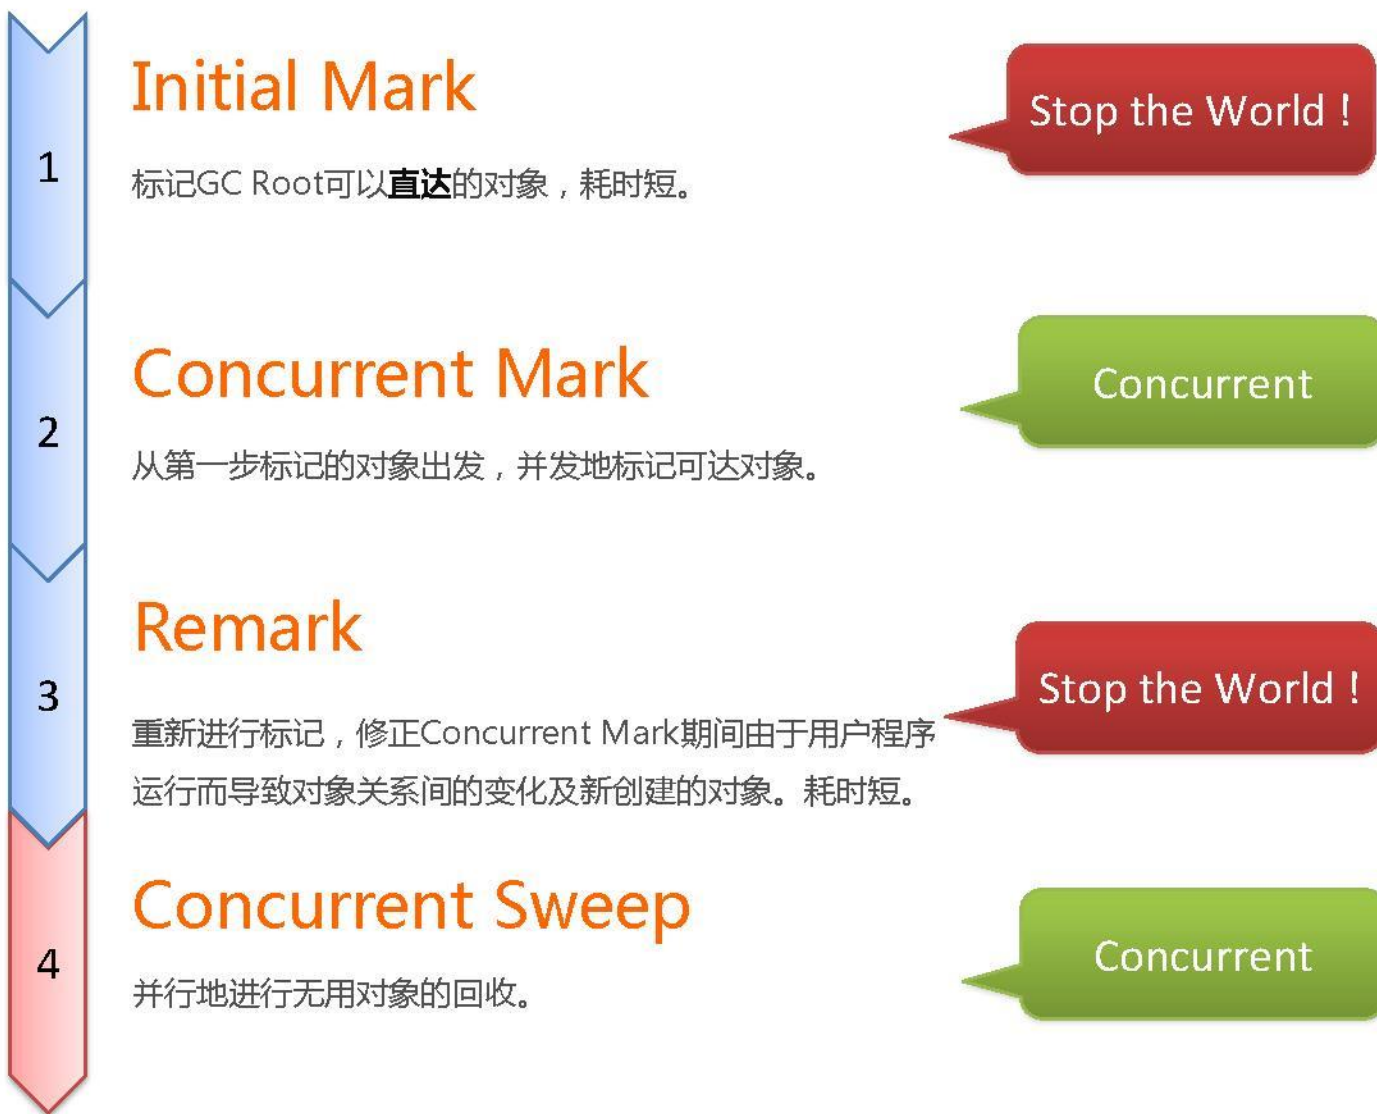 1
Initial Mark
Stop the World！
标记GC Root可以直达的对象，耗时短。
2
Concurrent Mark
Concurrent
从第一步标记的对象出发，并发地标记可达对象。
3
Remark
Stop the World！
重新进行标记，修正Concurrent Mark期间由于用户程序
运行而导致对象关系间的变化及新创建的对象。耗时短。
4
Concurrent Sweep
Concurrent
并行地进行无用对象的回收。